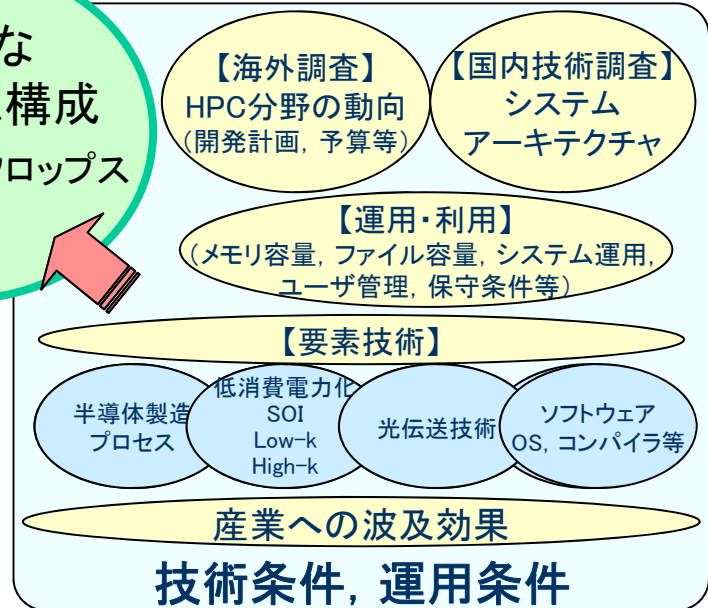 な
構成
ロップス
【海外調査】
HPC分野の動向
（開発計画，予算等）
【国内技術調査】
システム
アーキテクチャ
【運用・利用】
（メモリ容量，ファイル容量，システム運用，
ユーザ管理，保守条件等）
【要素技術】
半導体製造
プロセス
低消費電力化
SOI
Low-k
High-k
光伝送技術
ソフトウェア
OS，コンパイラ等
産業への波及効果
技術条件，運用条件